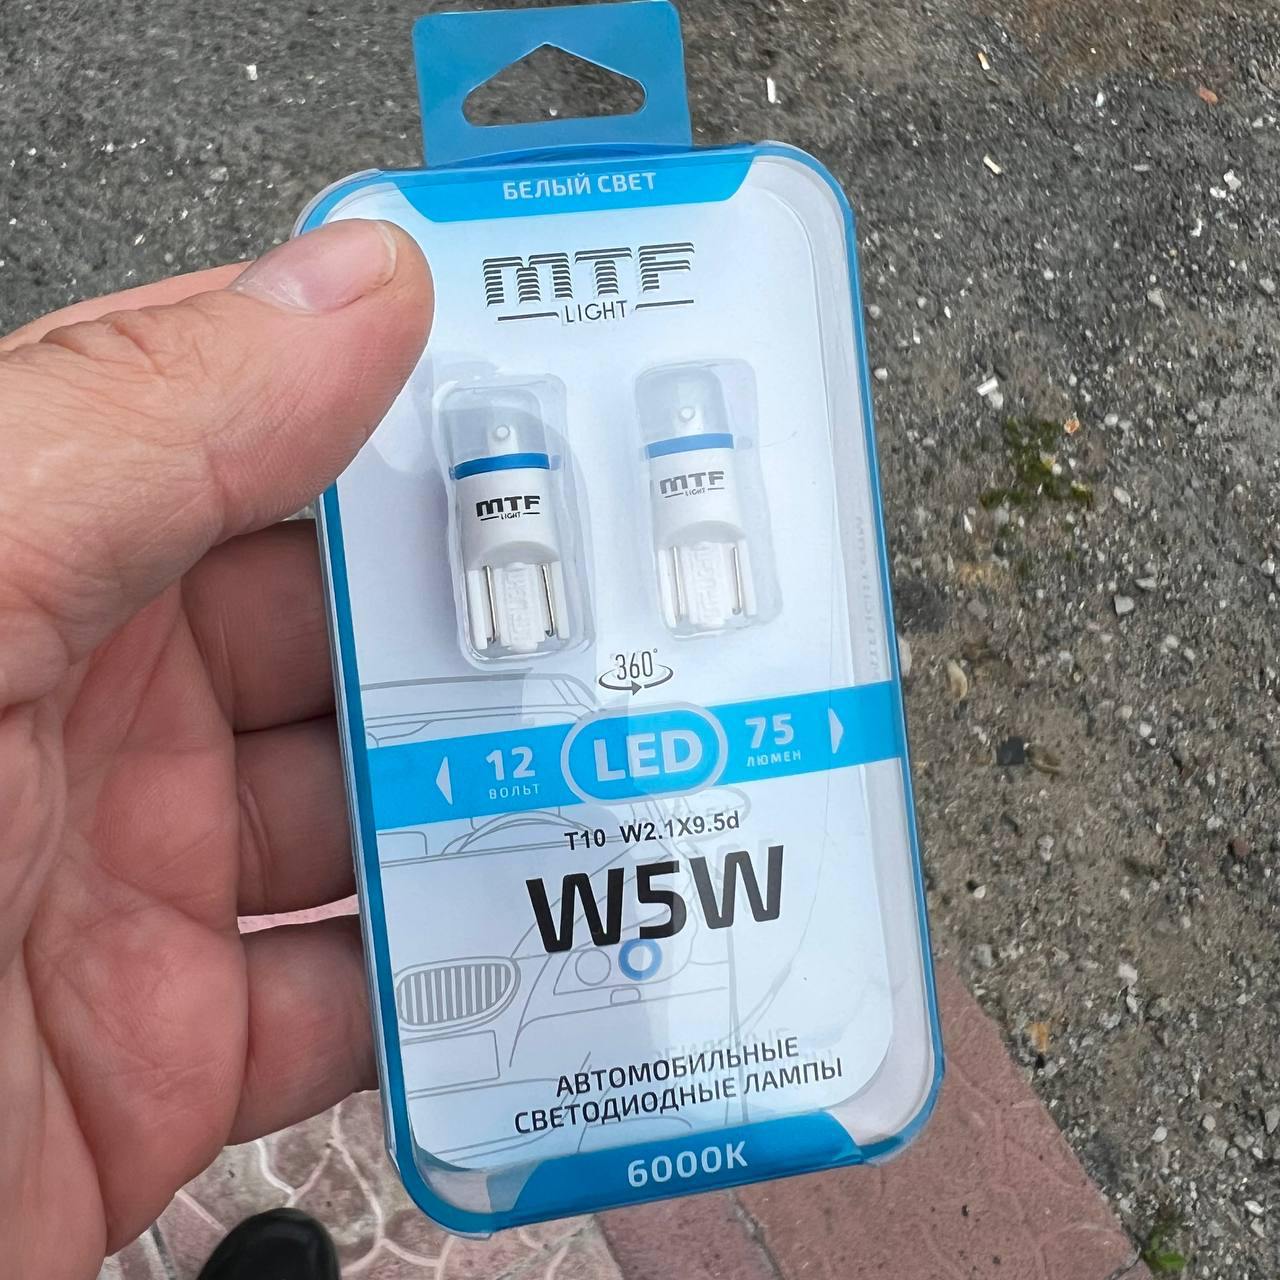 БЕЛЫЙ СВЕТ
MTF
LIGHT
MTF
LIGHT
MTF
LIGHT
360°
12
ВОЛЬТ
LED
75
ЛЮМЕН
T10 W2.1X9.5d
W5W
АВТОМОБИЛЬНЫЕ
СВЕТОДИОДНЫЕ ЛАМПЫ
6000K